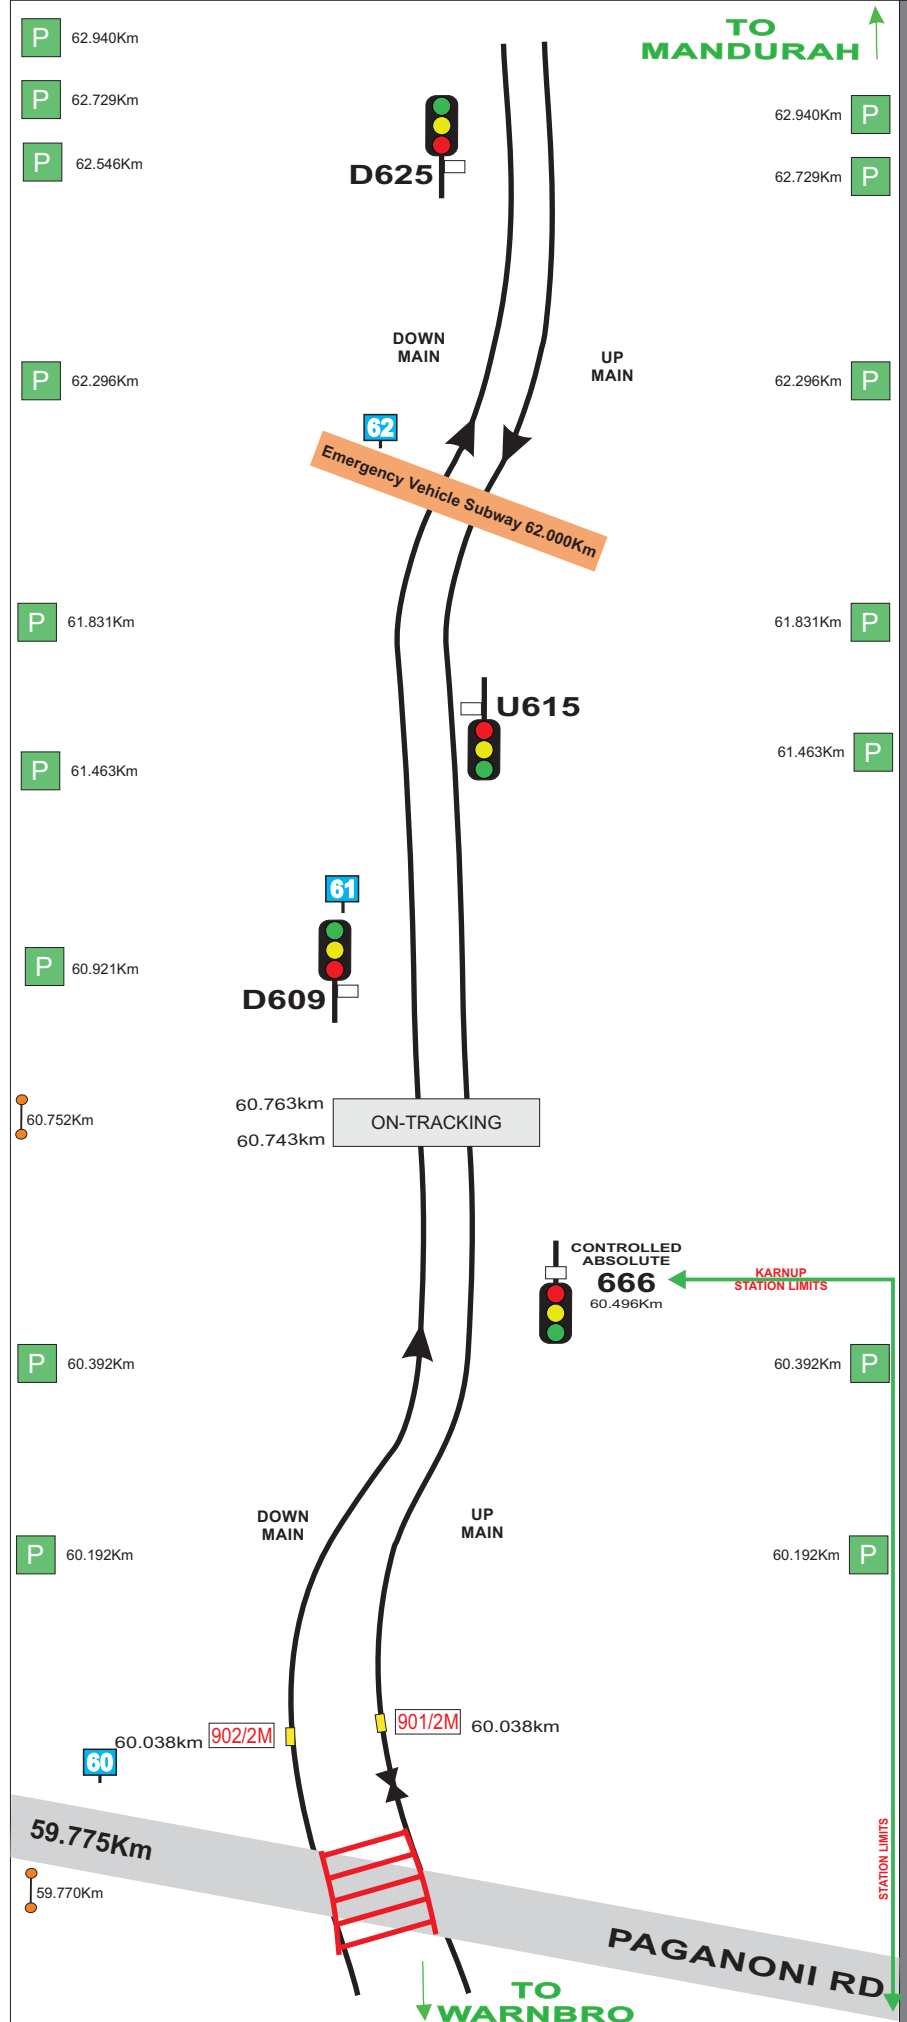 P 62.940Km
TO
MANDURAH
P 62.729Km
62.940Km P
P 62.546Km
D625
62.729Km P
DOWN
MAIN
UP
MAIN
P 62.296Km
62.296Km P
62
Emergency Vehicle Subway 62.000Km
P 61.831Km
61.831Km P
U615
P 61.463Km
61.463Km P
61
P 60.921Km
D609
60.763km
60.752Km
ON-TRACKING
60.743km
CONTROLLED
ABSOLUTE
666
60.496Km
KARNUP
STATION LIMITS
P 60.392Km
60.392Km P
DOWN
MAIN
UP
MAIN
P 60.192Km
60.192Km P
60.038km 902/2M
901/2M 60.038km
60
59.775Km
STATION LIMITS
59.770Km
PAGANONI RD
TO
WARNBRO